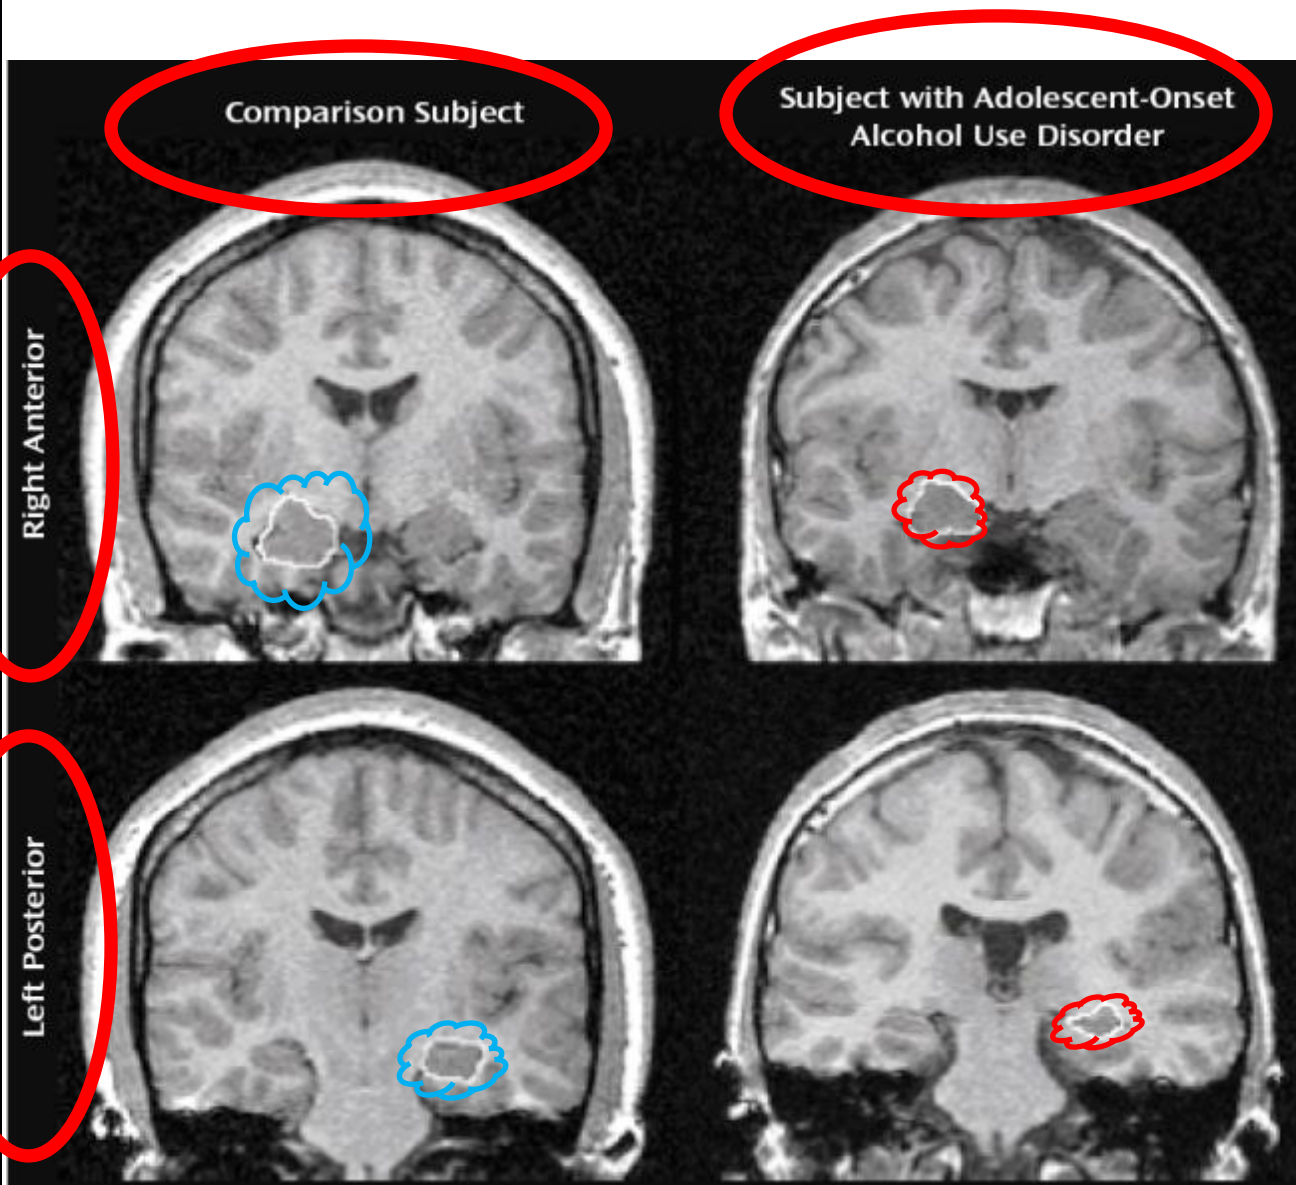 Comparison Subject
Subject with Adolescent-Onset
Alcohol Use Disorder
Right Anterior
Left Posterior